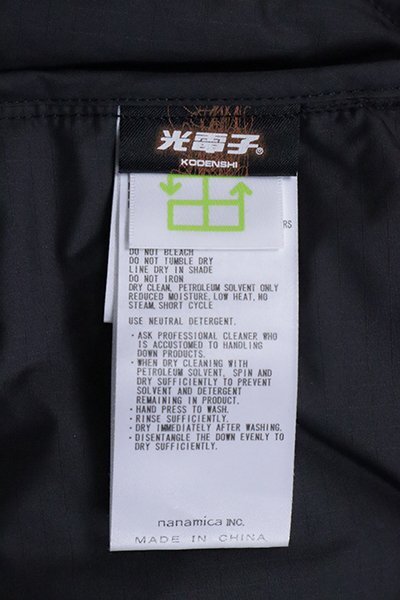 光電子®
KODENSHI
RS
DO NOT BLEACH
DO NOT TUMBLE DRY
LINE DRY IN SHADE
DO NOT IRON
DRY CLEAN, PETROLEUM SOLVENT ONLY
REDUCED MOISTURE, LOW HEAT, NO
STEAM, SHORT CYCLE
USE NEUTRAL DETERGENT.
・ASK PROFESSIONAL CLEANER WHO
IS ACCUSTOMED TO HANDLING
DOWN PRODUCTS.
・WHEN DRY CLEANING WITH
PETROLEUM SOLVENT, SPIN AND
DRY SUFFICIENTLY TO PREVENT
SOLVENT AND DETERGENT
REMAINING IN PRODUCT.
・HAND PRESS TO WASH.
・RINSE SUFFICIENTLY.
・DRY IMMEDIATELY AFTER WASHING.
・DISENTANGLE THE DOWN EVENLY TO
DRY SUFFICIENTLY.
nanamica INC.
MADE IN CHINA